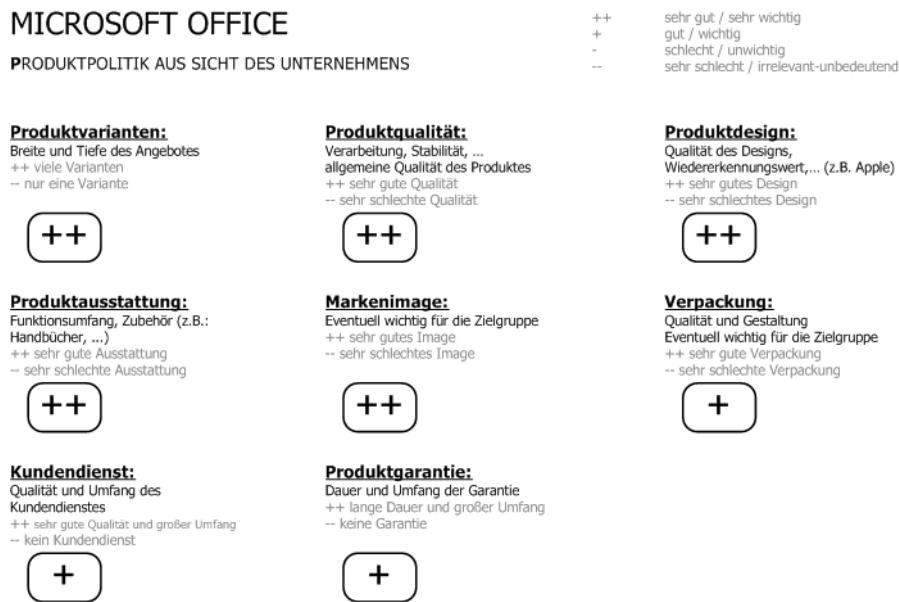 MICROSOFT OFFICE
PRODUKTPOLITIK AUS SICHT DES UNTERNEHMENS
++ sehr gut / sehr wichtig
+ gut / wichtig
- schlecht / unwichtig
-- sehr schlecht / irrelevant-unbedeutend
Produktvarianten:
Breite und Tiefe des Angebotes
++ viele Varianten
-- nur eine Variante
++
Produktqualität:
Verarbeitung, Stabilität, ...
allgemeine Qualität des Produktes
++ sehr gute Qualität
-- sehr schlechte Qualität
++
Produktdesign:
Qualität des Designs,
Wiedererkennungswert,... (z.B. Apple)
++ sehr gutes Design
-- sehr schlechtes Design
++
Produktausstattung:
Funktionsumfang, Zubehör (z.B.:
Handbücher, ...)
++ sehr gute Ausstattung
-- sehr schlechte Ausstattung
++
Markenimage:
Eventuell wichtig für die Zielgruppe
++ sehr gutes Image
-- sehr schlechtes Image
++
Verpackung:
Qualität und Gestaltung
Eventuell wichtig für die Zielgruppe
++ sehr gute Verpackung
-- sehr schlechte Verpackung
+
Kundendienst:
Qualität und Umfang des
Kundendienstes
++ sehr gute Qualität und großer Umfang
-- kein Kundendienst
+
Produktgarantie:
Dauer und Umfang der Garantie
++ lange Dauer und großer Umfang
-- keine Garantie
+